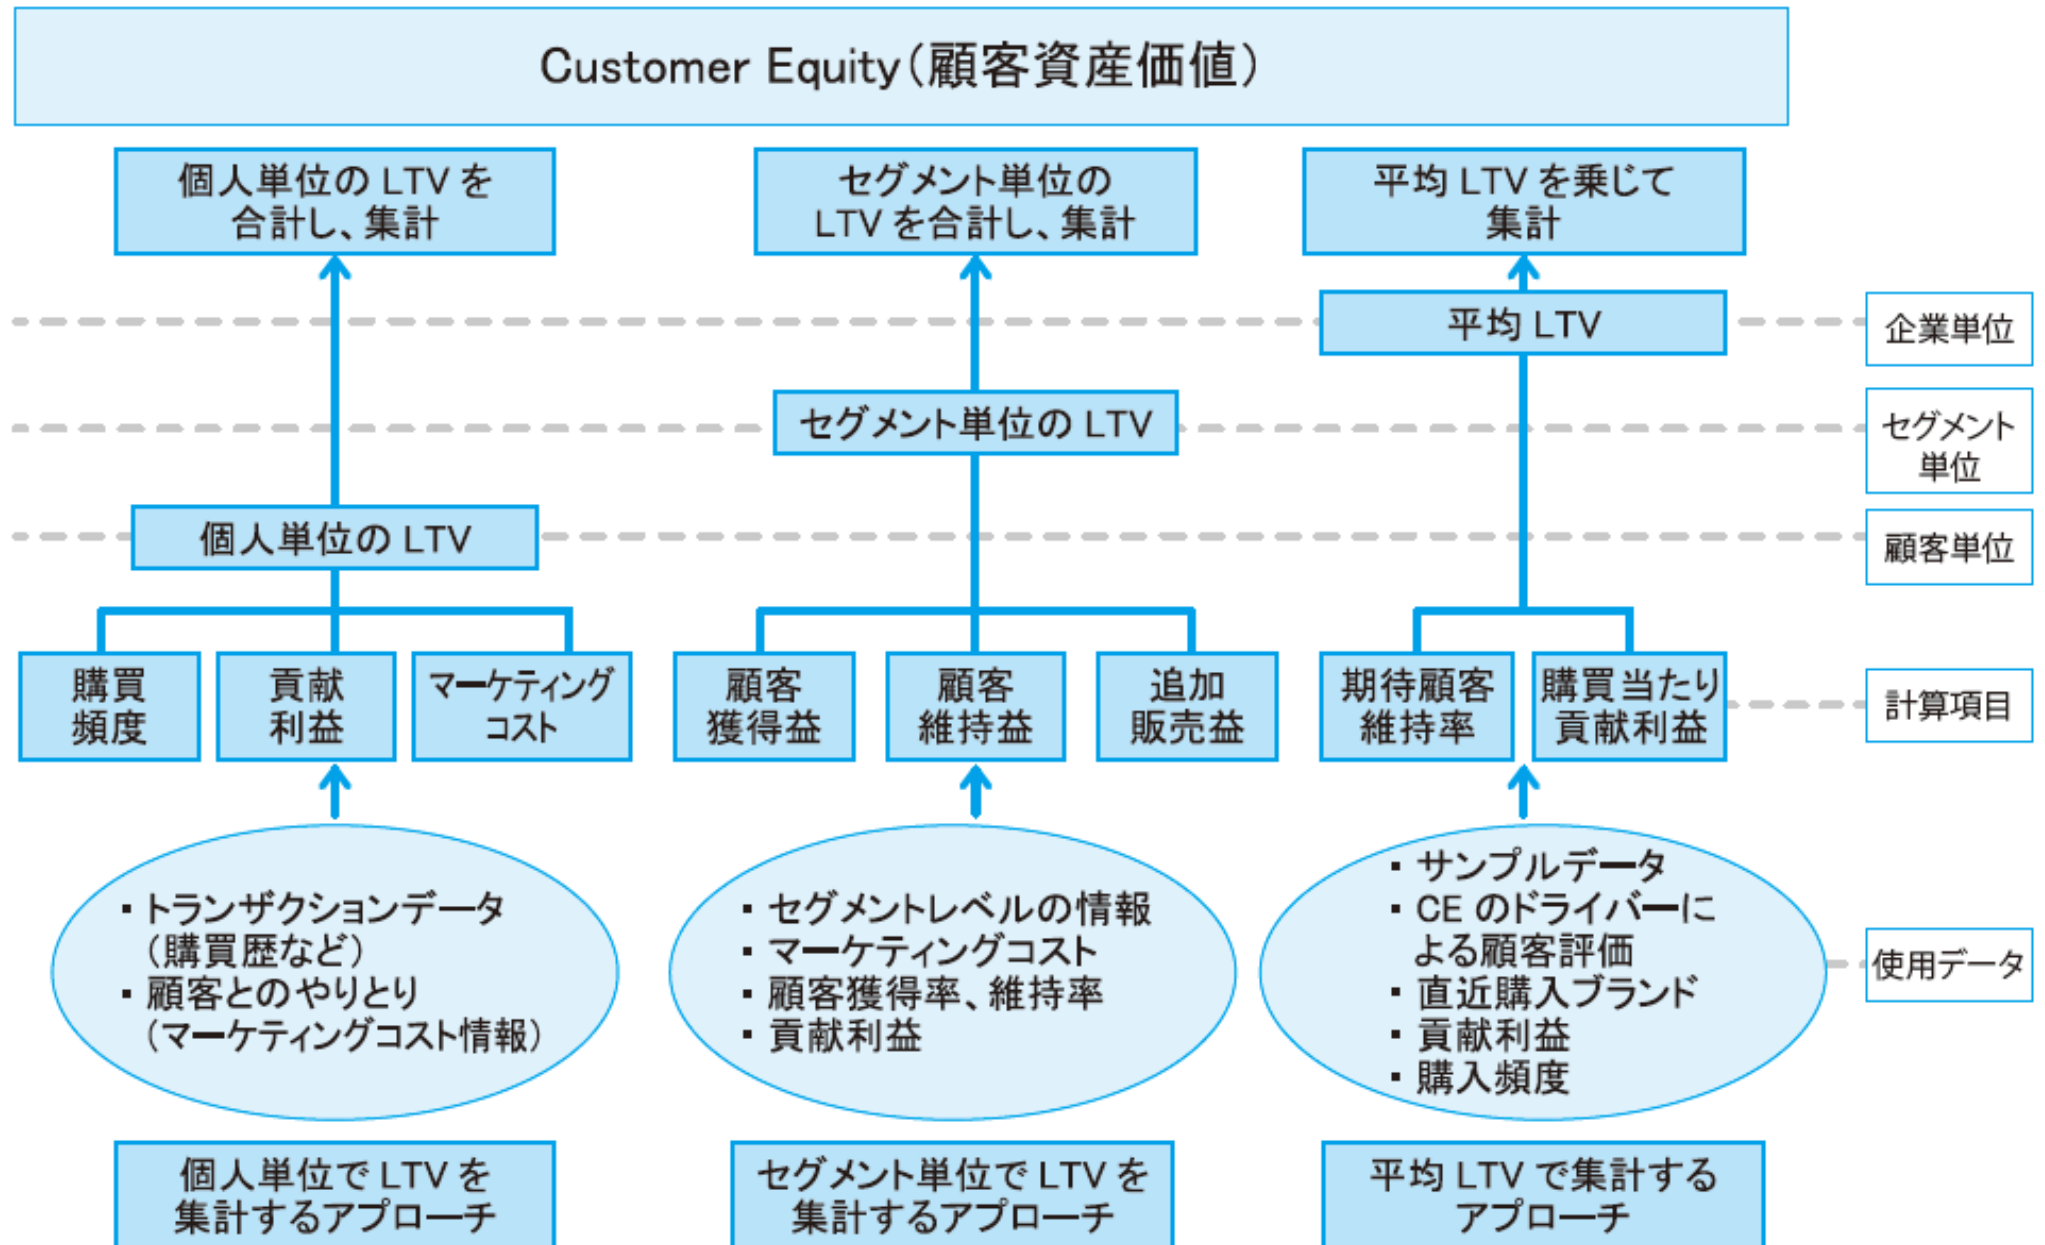 Customer Equity(顧客資産価値)
個人単位の LTV を
合計し、集計
セグメント単位の
LTV を合計し、集計
平均 LTV を乗じて
集計
平均 LTV
企業単位
セグメント単位の LTV
セグメント
単位
個人単位の LTV
顧客単位
購買
頻度
貢献
利益
マーケティング
コスト
顧客
獲得益
顧客
維持益
追加
販売益
期待顧客
維持率
購買当たり
貢献利益
計算項目
▪ トランザクションデータ
(購買歴など)
▪ 顧客とのやりとり
(マーケティングコスト情報)
▪ セグメントレベルの情報
▪ マーケティングコスト
▪ 顧客獲得率、維持率
▪ 貢献利益
▪ サンプルデータ
▪ CE のドライバーに
よる顧客評価
▪ 直近購入ブランド
▪ 貢献利益
▪ 購入頻度
使用データ
個人単位で LTV を
集計するアプローチ
セグメント単位で LTV を
集計するアプローチ
平均 LTV で集計する
アプローチ